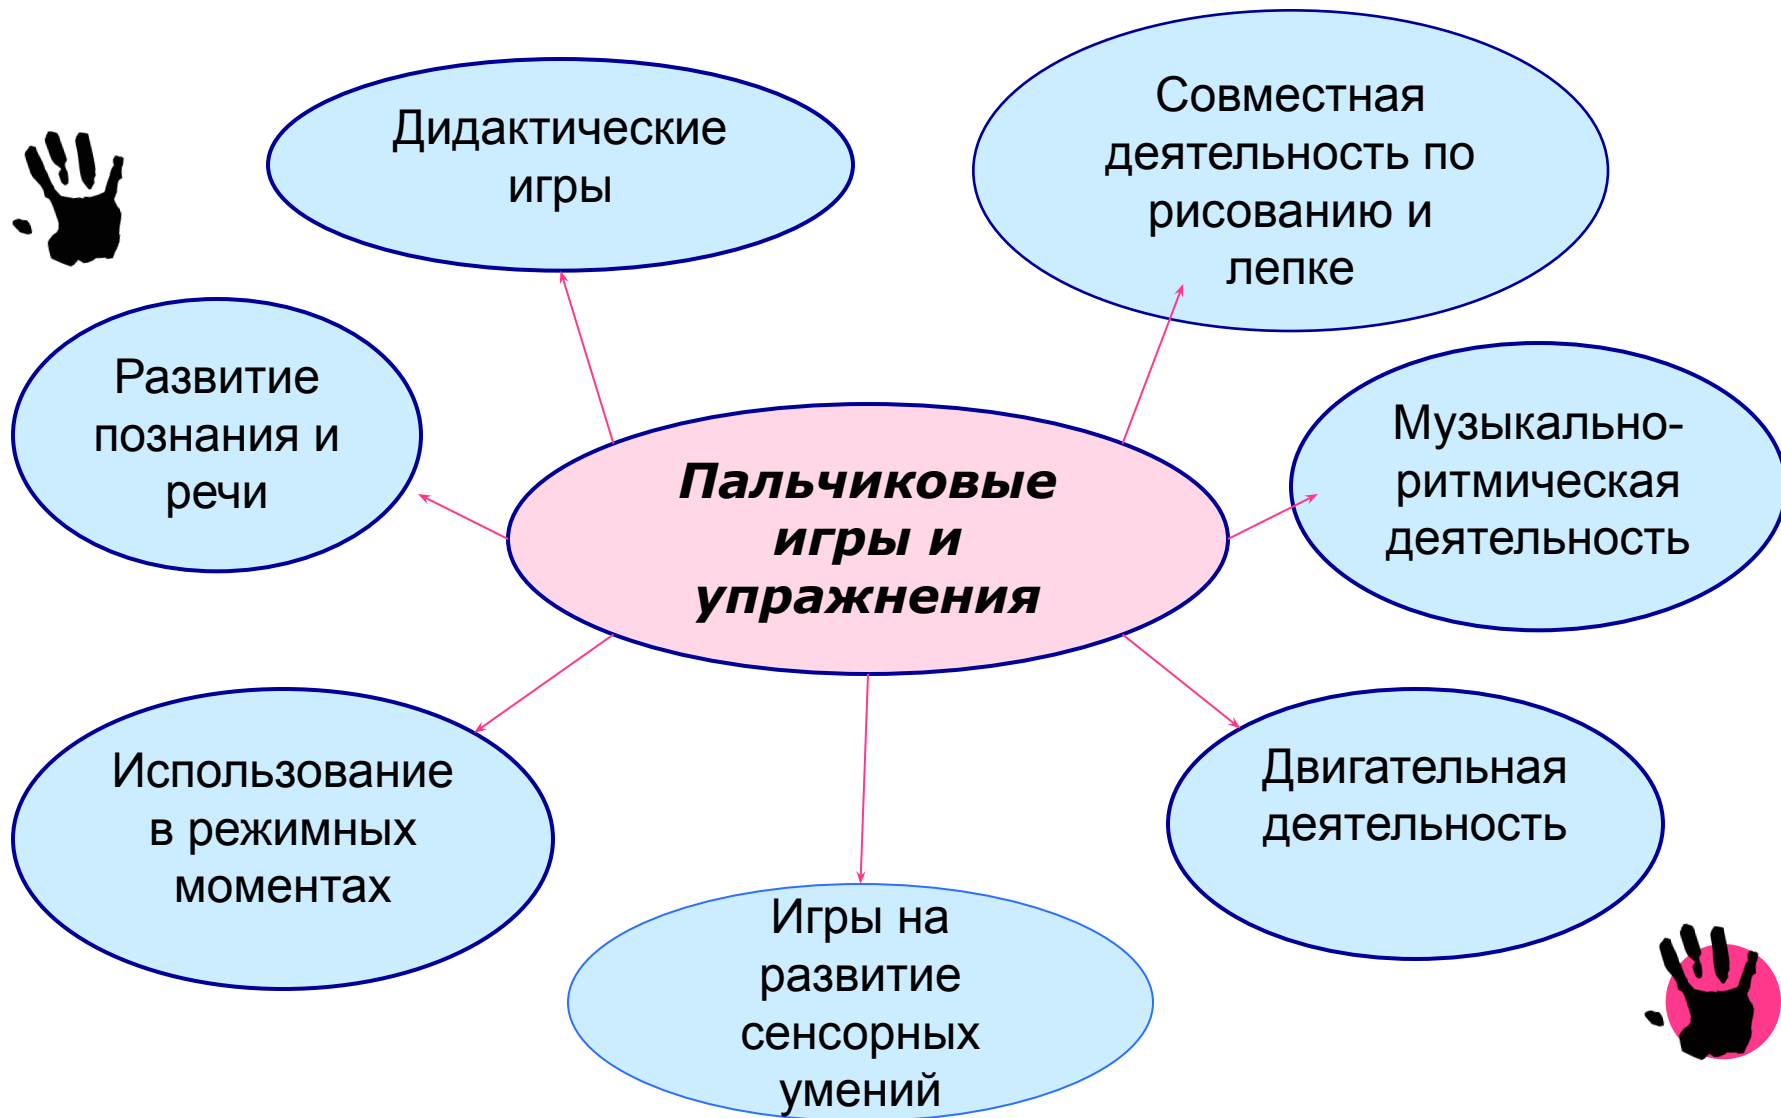 Дидактические
игры
Совместная
деятельность по
рисованию и
лепке
Развитие
познания и
речи
Пальчиковые
игры и
упражнения
Музыкально-
ритмическая
деятельность
Использование
в режимных
моментах
Игры на
развитие
сенсорных
умений
Двигательная
деятельность